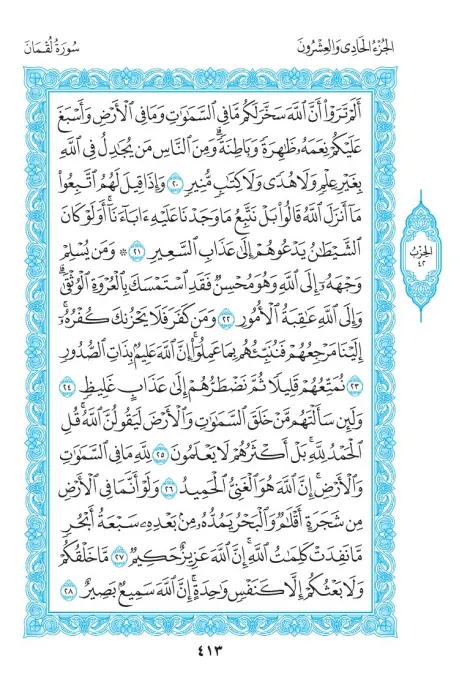 الجُزْءُ الحَادِي وَالعِشْرُونَ
سُورَةُ لُقْمَانَ
أَلَمْ تَرَوْا۟ أَنَّ ٱللَّهَ سَخَّرَ لَكُم مَّا فِى ٱلسَّمَٰوَٰتِ وَمَا فِى ٱلْأَرْضِ وَأَسْبَغَ
عَلَيْكُمْ نِعَمَهُۥ ظَٰهِرَةً وَبَاطِنَةً ۗ وَمِنَ ٱلنَّاسِ مَن يُجَٰدِلُ فِى ٱللَّهِ
بِغَيْرِ عِلْمٍ وَلَا هُدًى وَلَا كِتَٰبٍ مُّنِيرٍ ٢٠ وَإِذَا قِيلَ لَهُمُ ٱتَّبِعُوا۟
مَآ أَنزَلَ ٱللَّهُ قَالُوا۟ بَلْ نَتَّبِعُ مَا وَجَدْنَا عَلَيْهِ ءَابَآءَنَآ ۚ أَوَلَوْ كَانَ
ٱلشَّيْطَٰنُ يَدْعُوهُمْ إِلَىٰ عَذَابِ ٱلسَّعِيرِ ٢١ ۞ وَمَن يُسْلِمْ
وَجْهَهُۥٓ إِلَى ٱللَّهِ وَهُوَ مُحْسِنٌ فَقَدِ ٱسْتَمْسَكَ بِٱلْعُرْوَةِ ٱلْوُثْقَىٰ ۗ
وَإِلَى ٱللَّهِ عَٰقِبَةُ ٱلْأُمُورِ ٢٢ وَمَن كَفَرَ فَلَا يَحْزُنكَ كُفْرُهُۥٓ ۚ
إِلَيْنَا مَرْجِعُهُمْ فَنُنَبِّئُهُم بِمَا عَمِلُوٓا۟ ۚ إِنَّ ٱللَّهَ عَلِيمٌۢ بِذَاتِ ٱلصُّدُورِ
٢٣ نُمَتِّعُهُمْ قَلِيلًا ثُمَّ نَضْطَرُّهُمْ إِلَىٰ عَذَابٍ غَلِيظٍ ٢٤
وَلَئِن سَأَلْتَهُم مَّنْ خَلَقَ ٱلسَّمَٰوَٰتِ وَٱلْأَرْضَ لَيَقُولُنَّ ٱللَّهُ ۚ قُلِ
ٱلْحَمْدُ لِلَّهِ ۚ بَلْ أَكْثَرُهُمْ لَا يَعْلَمُونَ ٢٥ لِلَّهِ مَا فِى ٱلسَّمَٰوَٰتِ
وَٱلْأَرْضِ ۚ إِنَّ ٱللَّهَ هُوَ ٱلْغَنِىُّ ٱلْحَمِيدُ ٢٦ وَلَوْ أَنَّمَا فِى ٱلْأَرْضِ
مِن شَجَرَةٍ أَقْلَٰمٌ وَٱلْبَحْرُ يَمُدُّهُۥ مِنۢ بَعْدِهِۦ سَبْعَةُ أَبْحُرٍ
مَّا نَفِدَتْ كَلِمَٰتُ ٱللَّهِ ۗ إِنَّ ٱللَّهَ عَزِيزٌ حَكِيمٌ ٢٧ مَّا خَلْقُكُمْ
وَلَا بَعْثُكُمْ إِلَّا كَنَفْسٍ وَٰحِدَةٍ ۗ إِنَّ ٱللَّهَ سَمِيعٌۢ بَصِيرٌ ٢٨
الحِزْبُ
٤٢
٤١٣